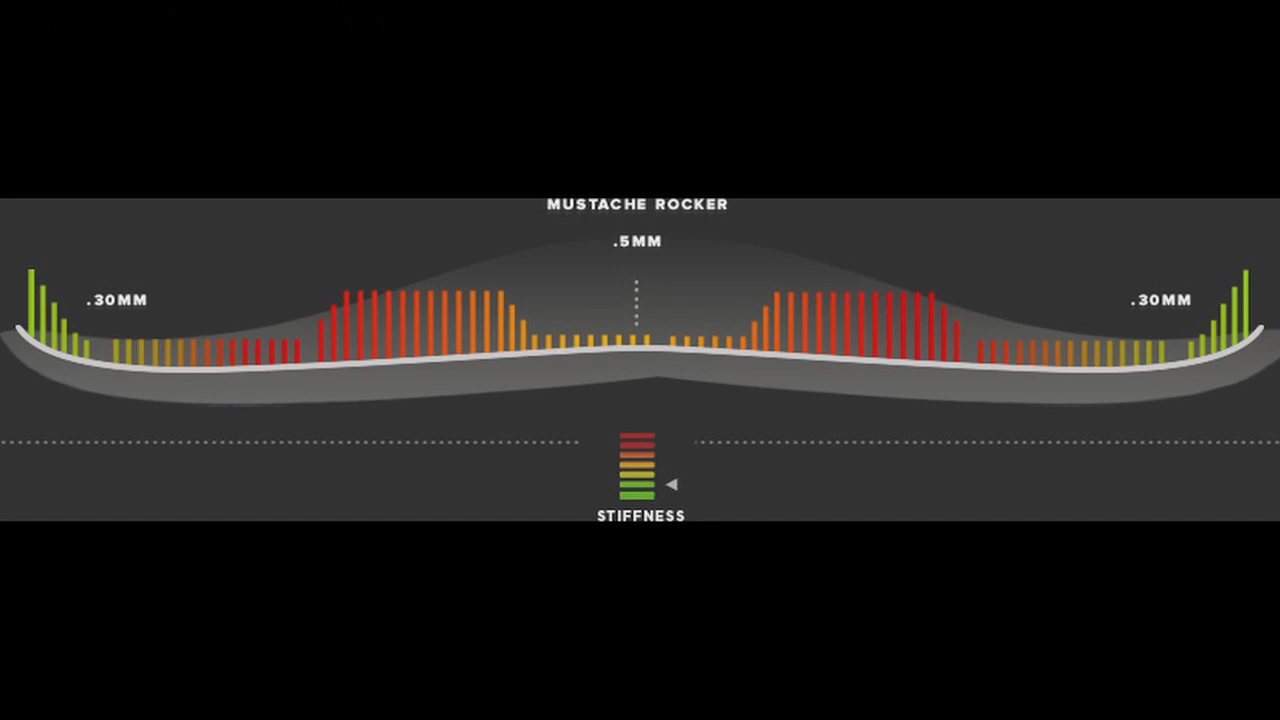 MUSTACHE ROCKER
.5MM
.30MM
.30MM
STIFFNESS